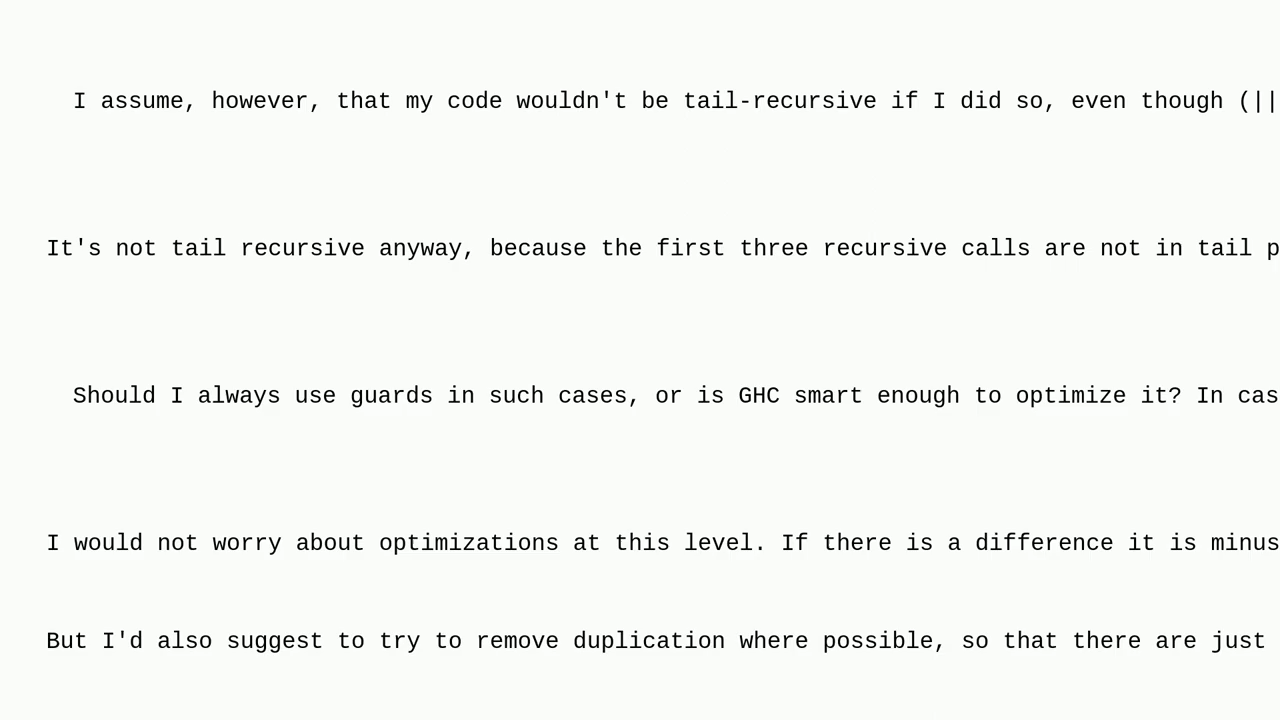 I assume, however, that my code wouldn't be tail-recursive if I did so, even though (||
It's not tail recursive anyway, because the first three recursive calls are not in tail p
Should I always use guards in such cases, or is GHC smart enough to optimize it? In cas
I would not worry about optimizations at this level. If there is a difference it is minus
But I'd also suggest to try to remove duplication where possible, so that there are just